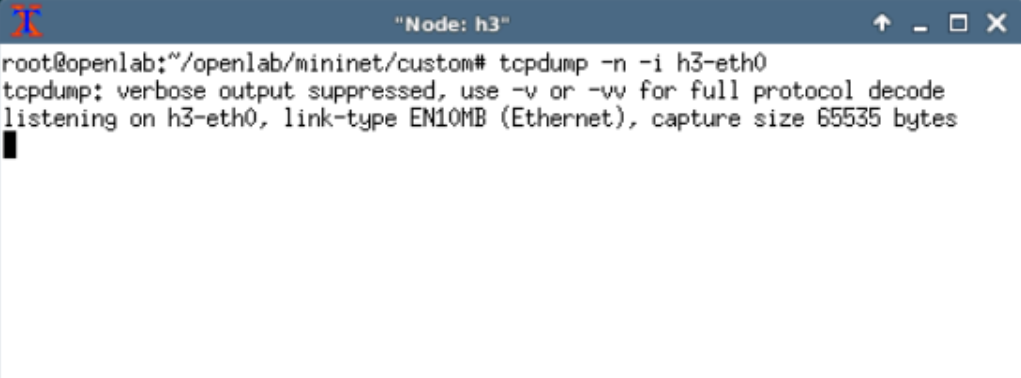 "Node: h3"
root@openlab:~/openlab/mininet/custom# tcpdump -n -i h3-eth0
tcpdump: verbose output suppressed, use -v or -vv for full protocol decode
listening on h3-eth0, link-type EN10MB (Ethernet), capture size 65535 bytes